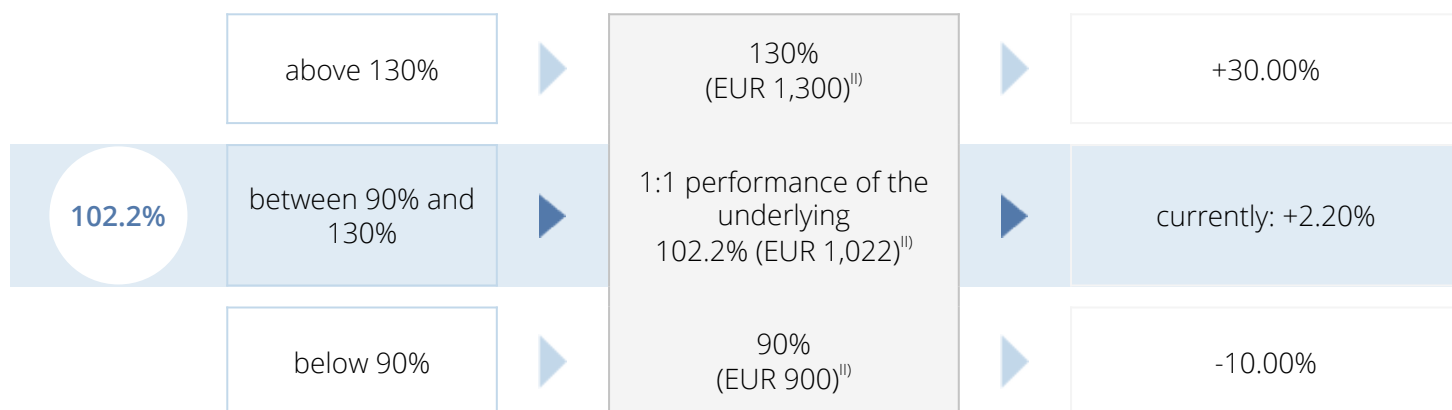 above 130%
130%
(EUR 1,300)II)
+30.00%
102.2%
between 90% and
130%
1:1 performance of the
underlying
102.2% (EUR 1,022)II)
currently: +2.20%
below 90%
90%
(EUR 900)II)
-10.00%